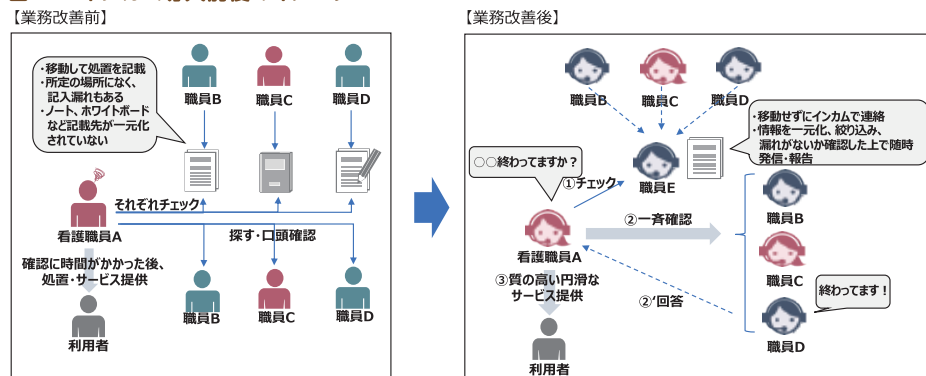 【業務改善前】
・移動して処置を記載
・所定の場所になく、
記入漏れもある
・ノート、ホワイトボード
など記載先が一元化
されていない
職員B
職員C
職員D
それぞれチェック
看護職員A
探す・口頭確認
確認に時間がかかった後、
処置・サービス提供
職員B
職員C
職員D
利用者
【業務改善後】
職員B
職員C
職員D
・移動せずにインカムで連絡
・情報を一元化、絞り込み、
漏れがないか確認した上で随時
発信・報告
○○終わってますか？
①チェック
職員E
職員B
②一斉確認
看護職員A
職員C
③質の高い円滑な
サービス提供
②'回答
終わってます！
職員D
利用者